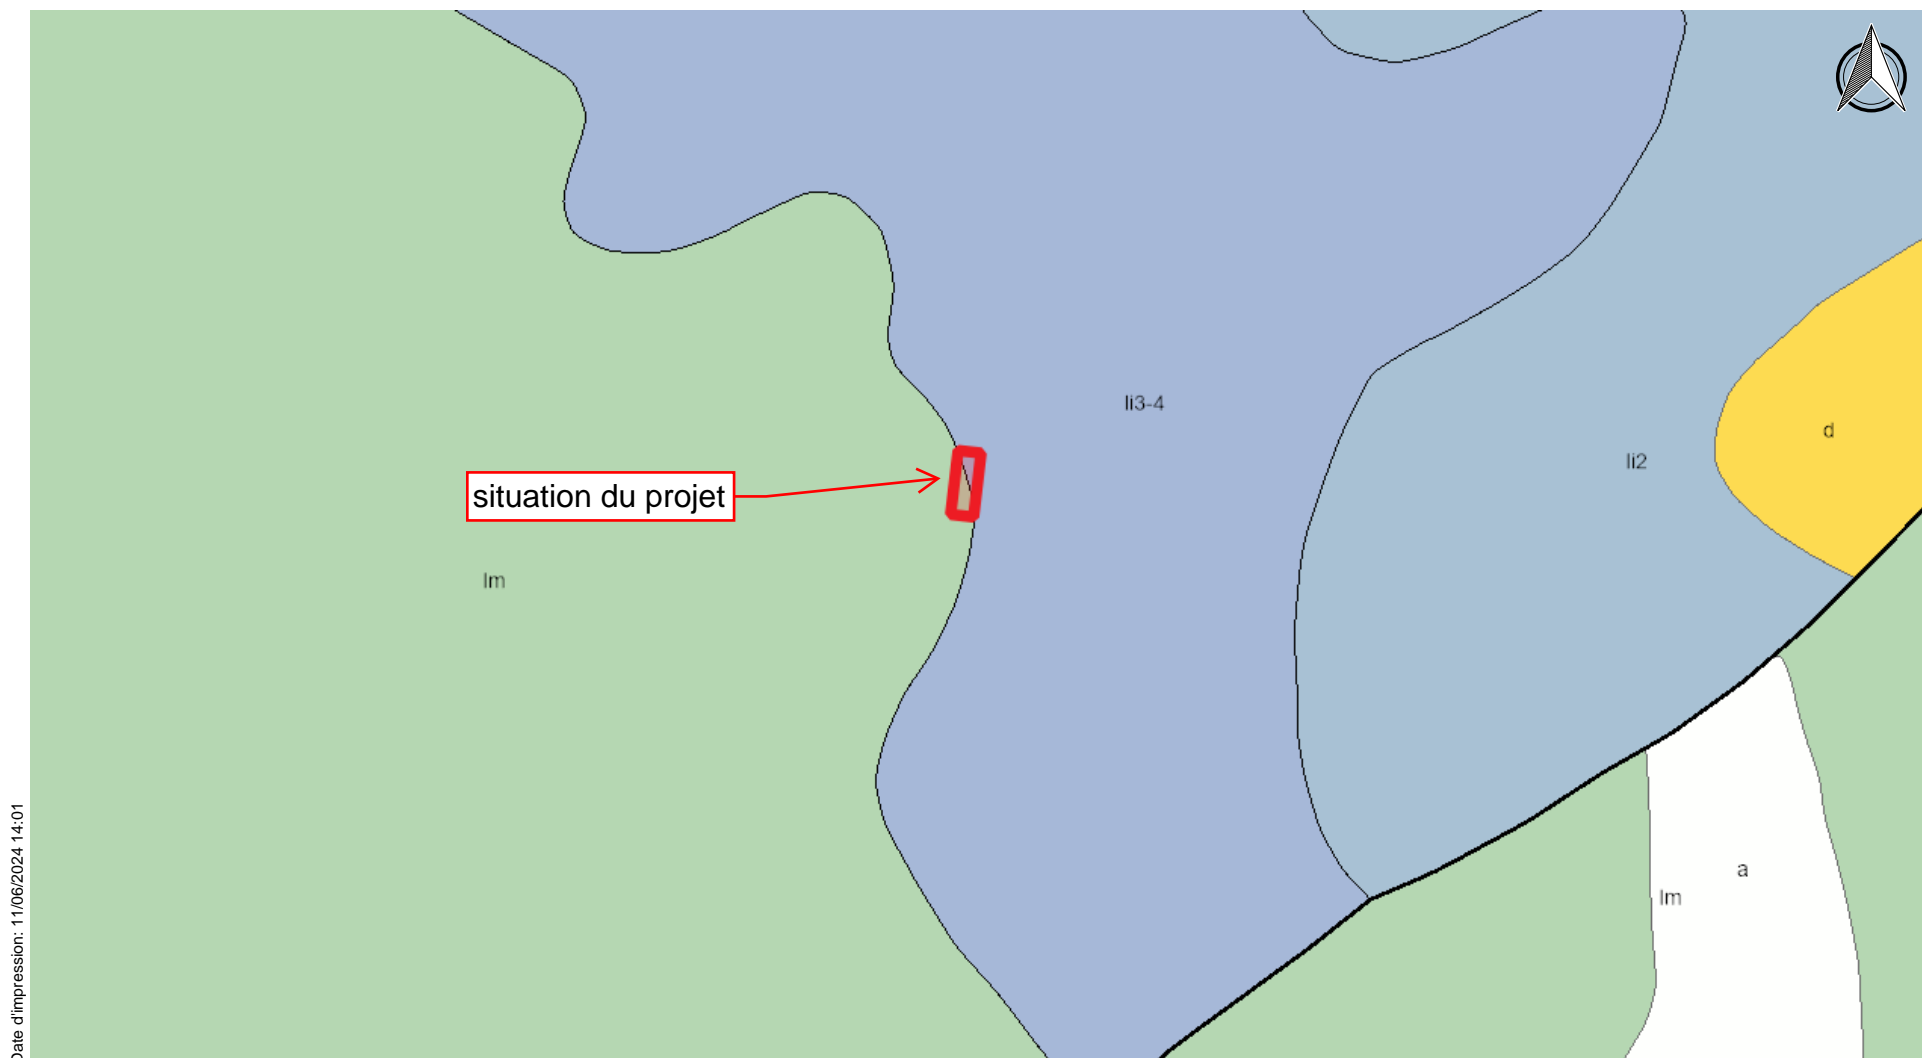 li3-4
d
li2
situation du projet
lm
a
lm
Date d'impression: 11/06/2024 14:01